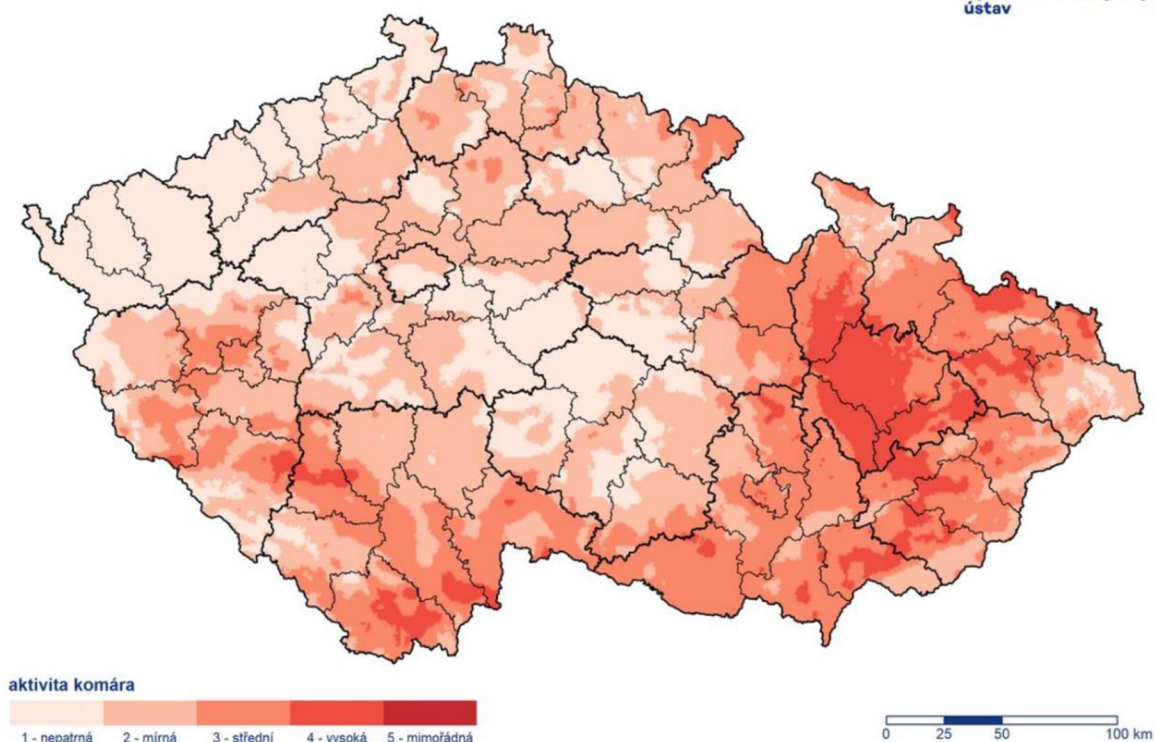 ústav
aktivita komára
1 - nepatrná 2 - mírná 3 - střední 4 - vysoká 5 - mimořádná
0 25 50 100 km